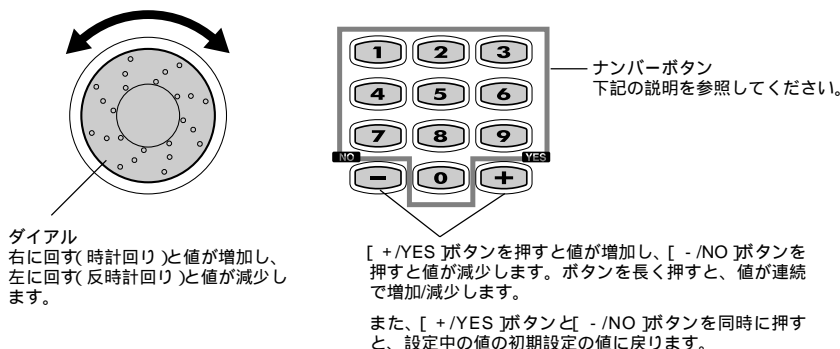 1 2 3
4 5 6
7 8 9
NO YES
- 0 +
ナンバーボタン
下記の説明を参照してください。
ダイアル
右に回す(時計回り)と値が増加し、
左に回す(反時計回り)と値が減少し
ます。
[+/YES]ボタンを押すと値が増加し、[-/NO]ボタンを
押すと値が減少します。ボタンを長く押すと、値が連続
で増加/減少します。
また、[+/YES]ボタンと[-/NO]ボタンを同時に押す
と、設定中の値の初期設定の値に戻ります。